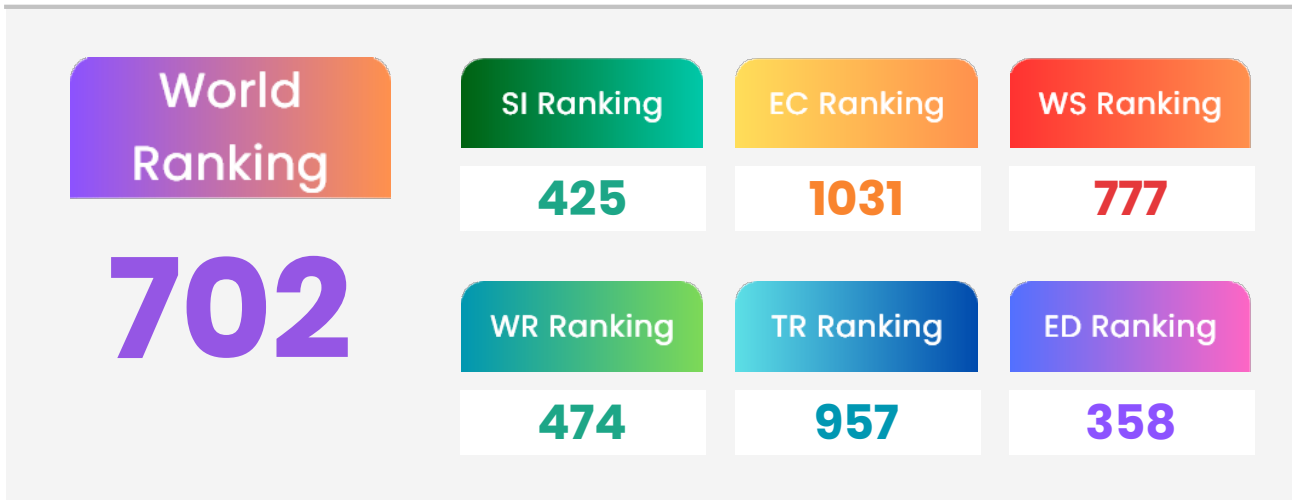 World
Ranking
702
SI Ranking
425
EC Ranking
1031
WS Ranking
777
WR Ranking
474
TR Ranking
957
ED Ranking
358